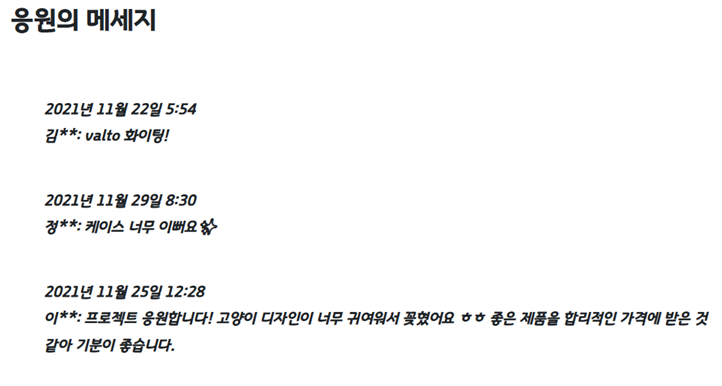 응원의 메세지
2021년 11월 22일 5:54
김**: valto 화이팅!
2021년 11월 29일 8:30
정**: 케이스 너무 이뻐요✨
2021년 11월 25일 12:28
이**: 프로젝트 응원합니다! 고양이 디자인이 너무 귀여워서 꽂혔어요 ㅎㅎ 좋은 제품을 합리적인 가격에 받은 것
같아 기분이 좋습니다.